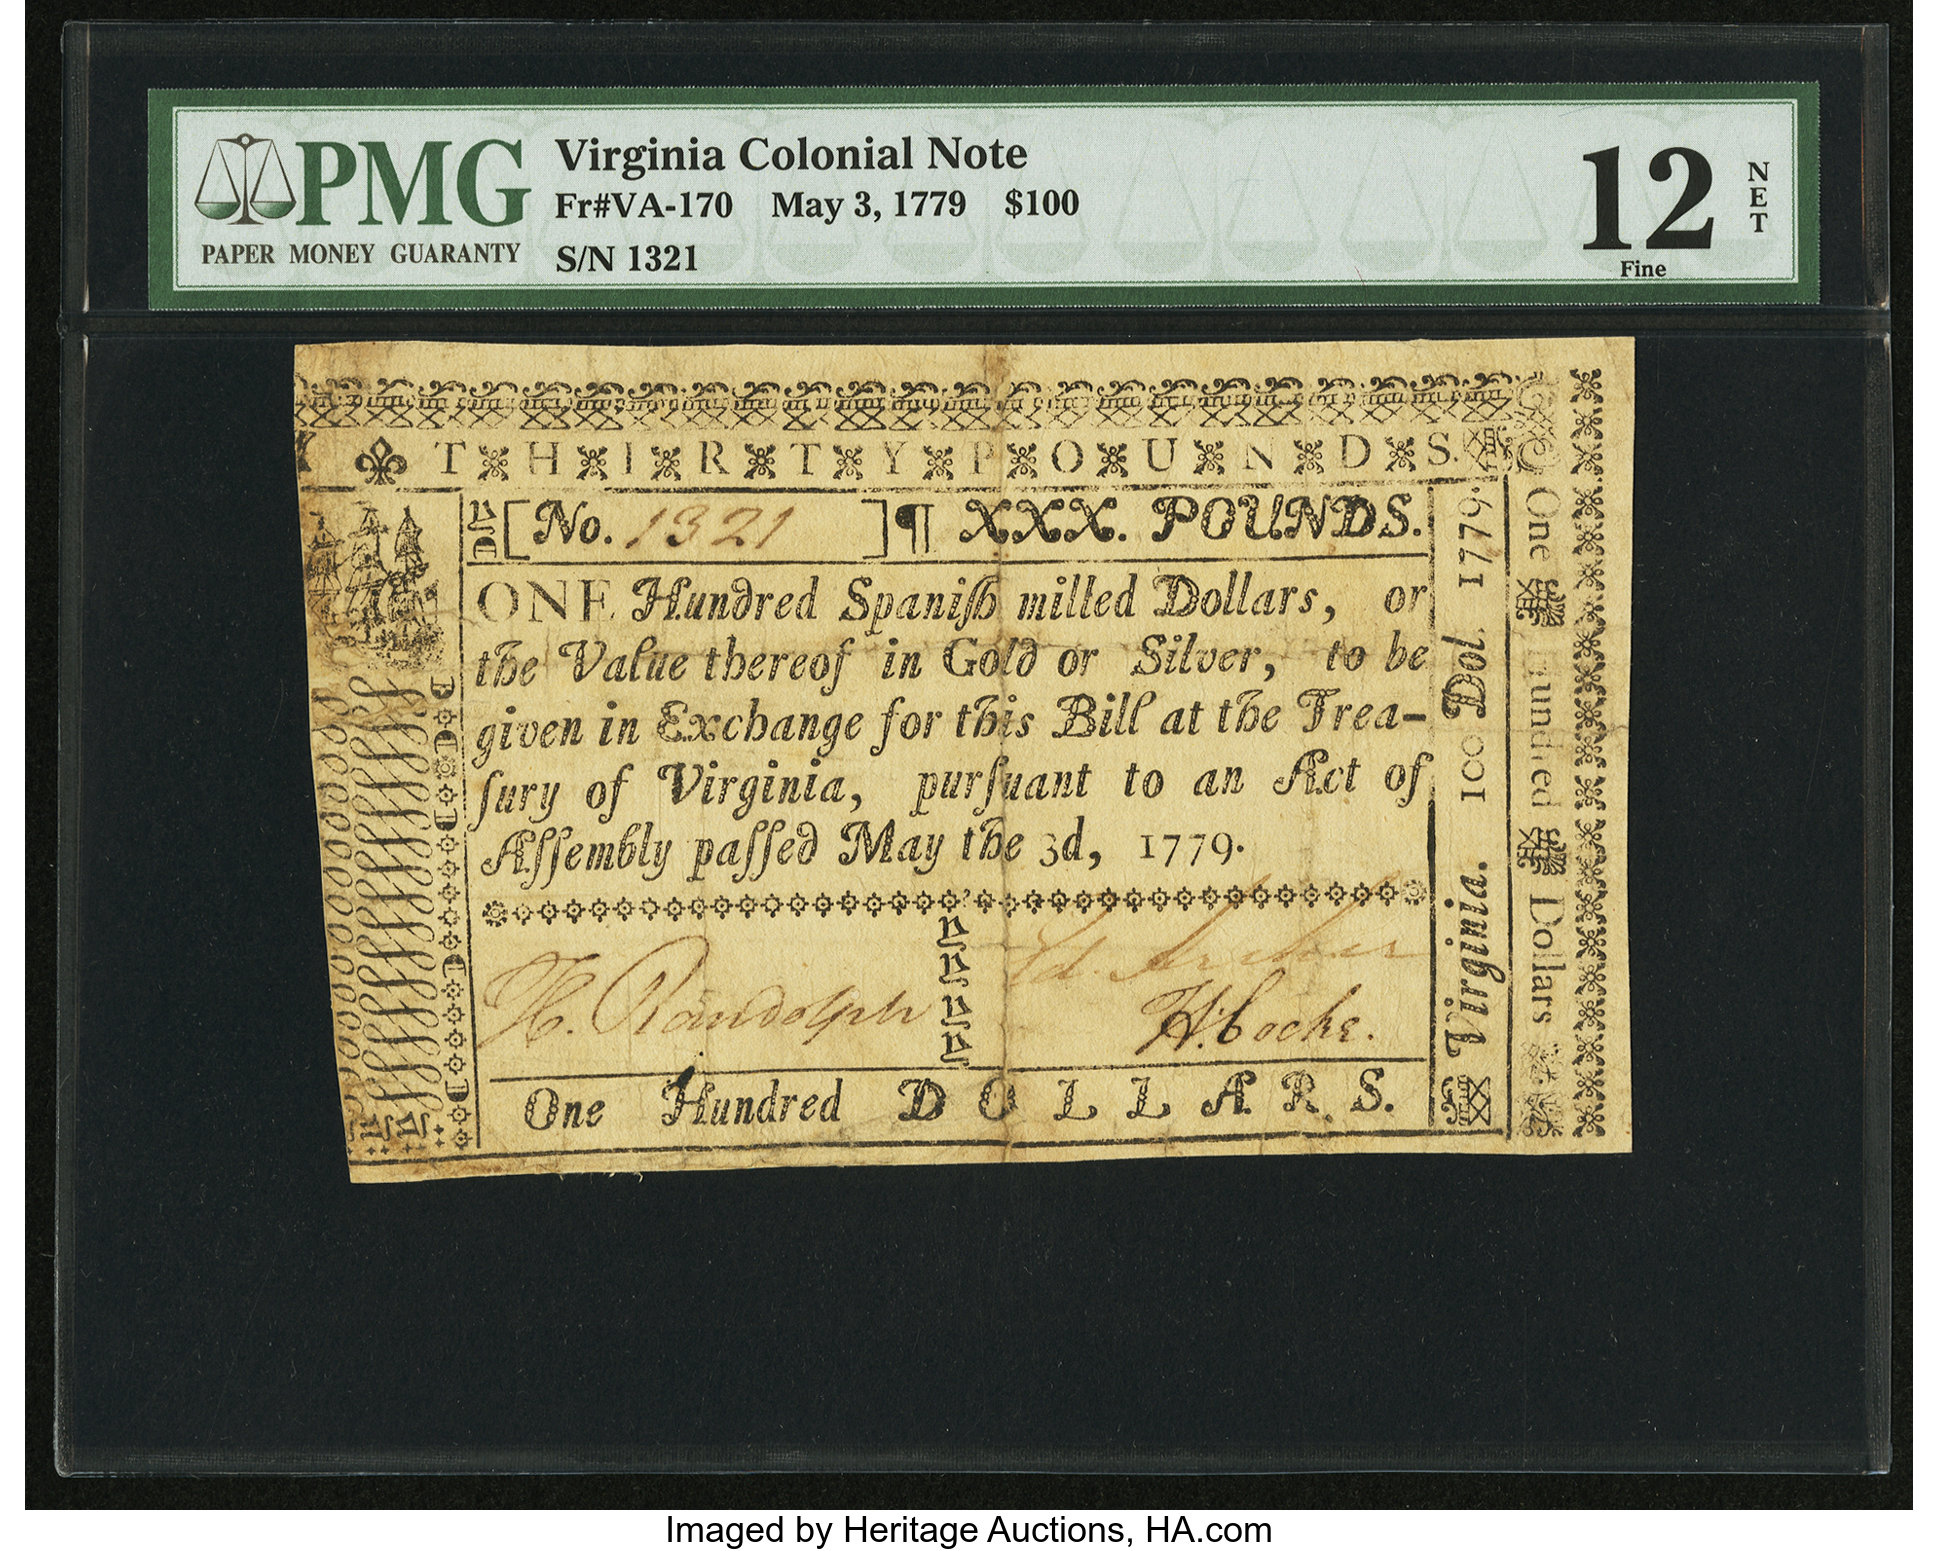 PMG
PAPER MONEY GUARANTY
Virginia Colonial Note
Fr#VA-170 May 3, 1779 $100
S/N 1321
12
NET
Fine
T H I R T Y P O U N D S.
[No. 1321 ]¶ XXX. POUNDS.
ONE Hundred Spaniſh milled Dollars, or
the Value thereof in Gold or Silver, to be
given in Exchange for this Bill at the Trea-
ſury of Virginia, purſuant to an Act of
Aſſembly paſſed May the 3d, 1779.
H. Randolph
Ed. Archer
H. Cocke.
One Hundred DOLLARS.
Virginia. 100 Dol. 1779.
One Hundred Dollars
Imaged by Heritage Auctions, HA.com